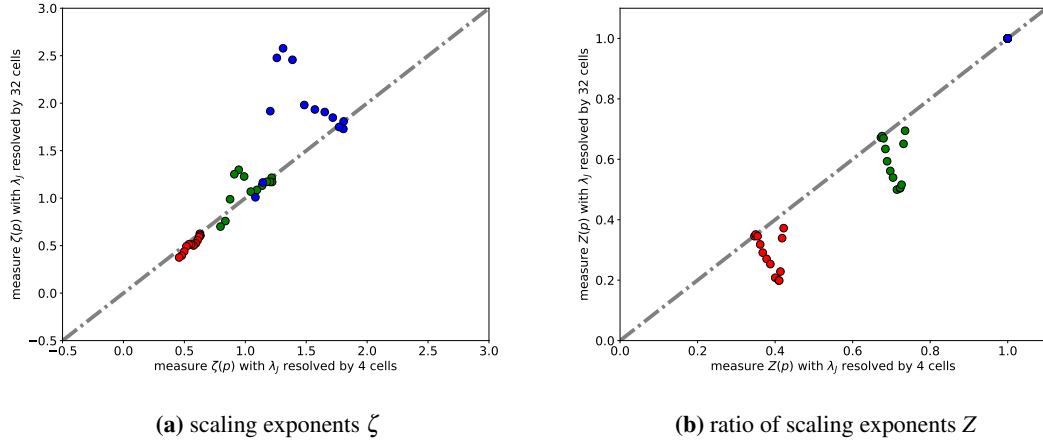 measure ζ(p) with λJ resolved by 32 cells
3.0
2.5
2.0
1.5
1.0
0.5
0.0
−0.5
−0.5 0.0 0.5 1.0 1.5 2.0 2.5 3.0
measure ζ(p) with λJ resolved by 4 cells
(a) scaling exponents ζ
measure Z(p) with λJ resolved by 32 cells
1.0
0.8
0.6
0.4
0.2
0.0
0.0 0.2 0.4 0.6 0.8 1.0
measure Z(p) with λJ resolved by 4 cells
(b) ratio of scaling exponents Z